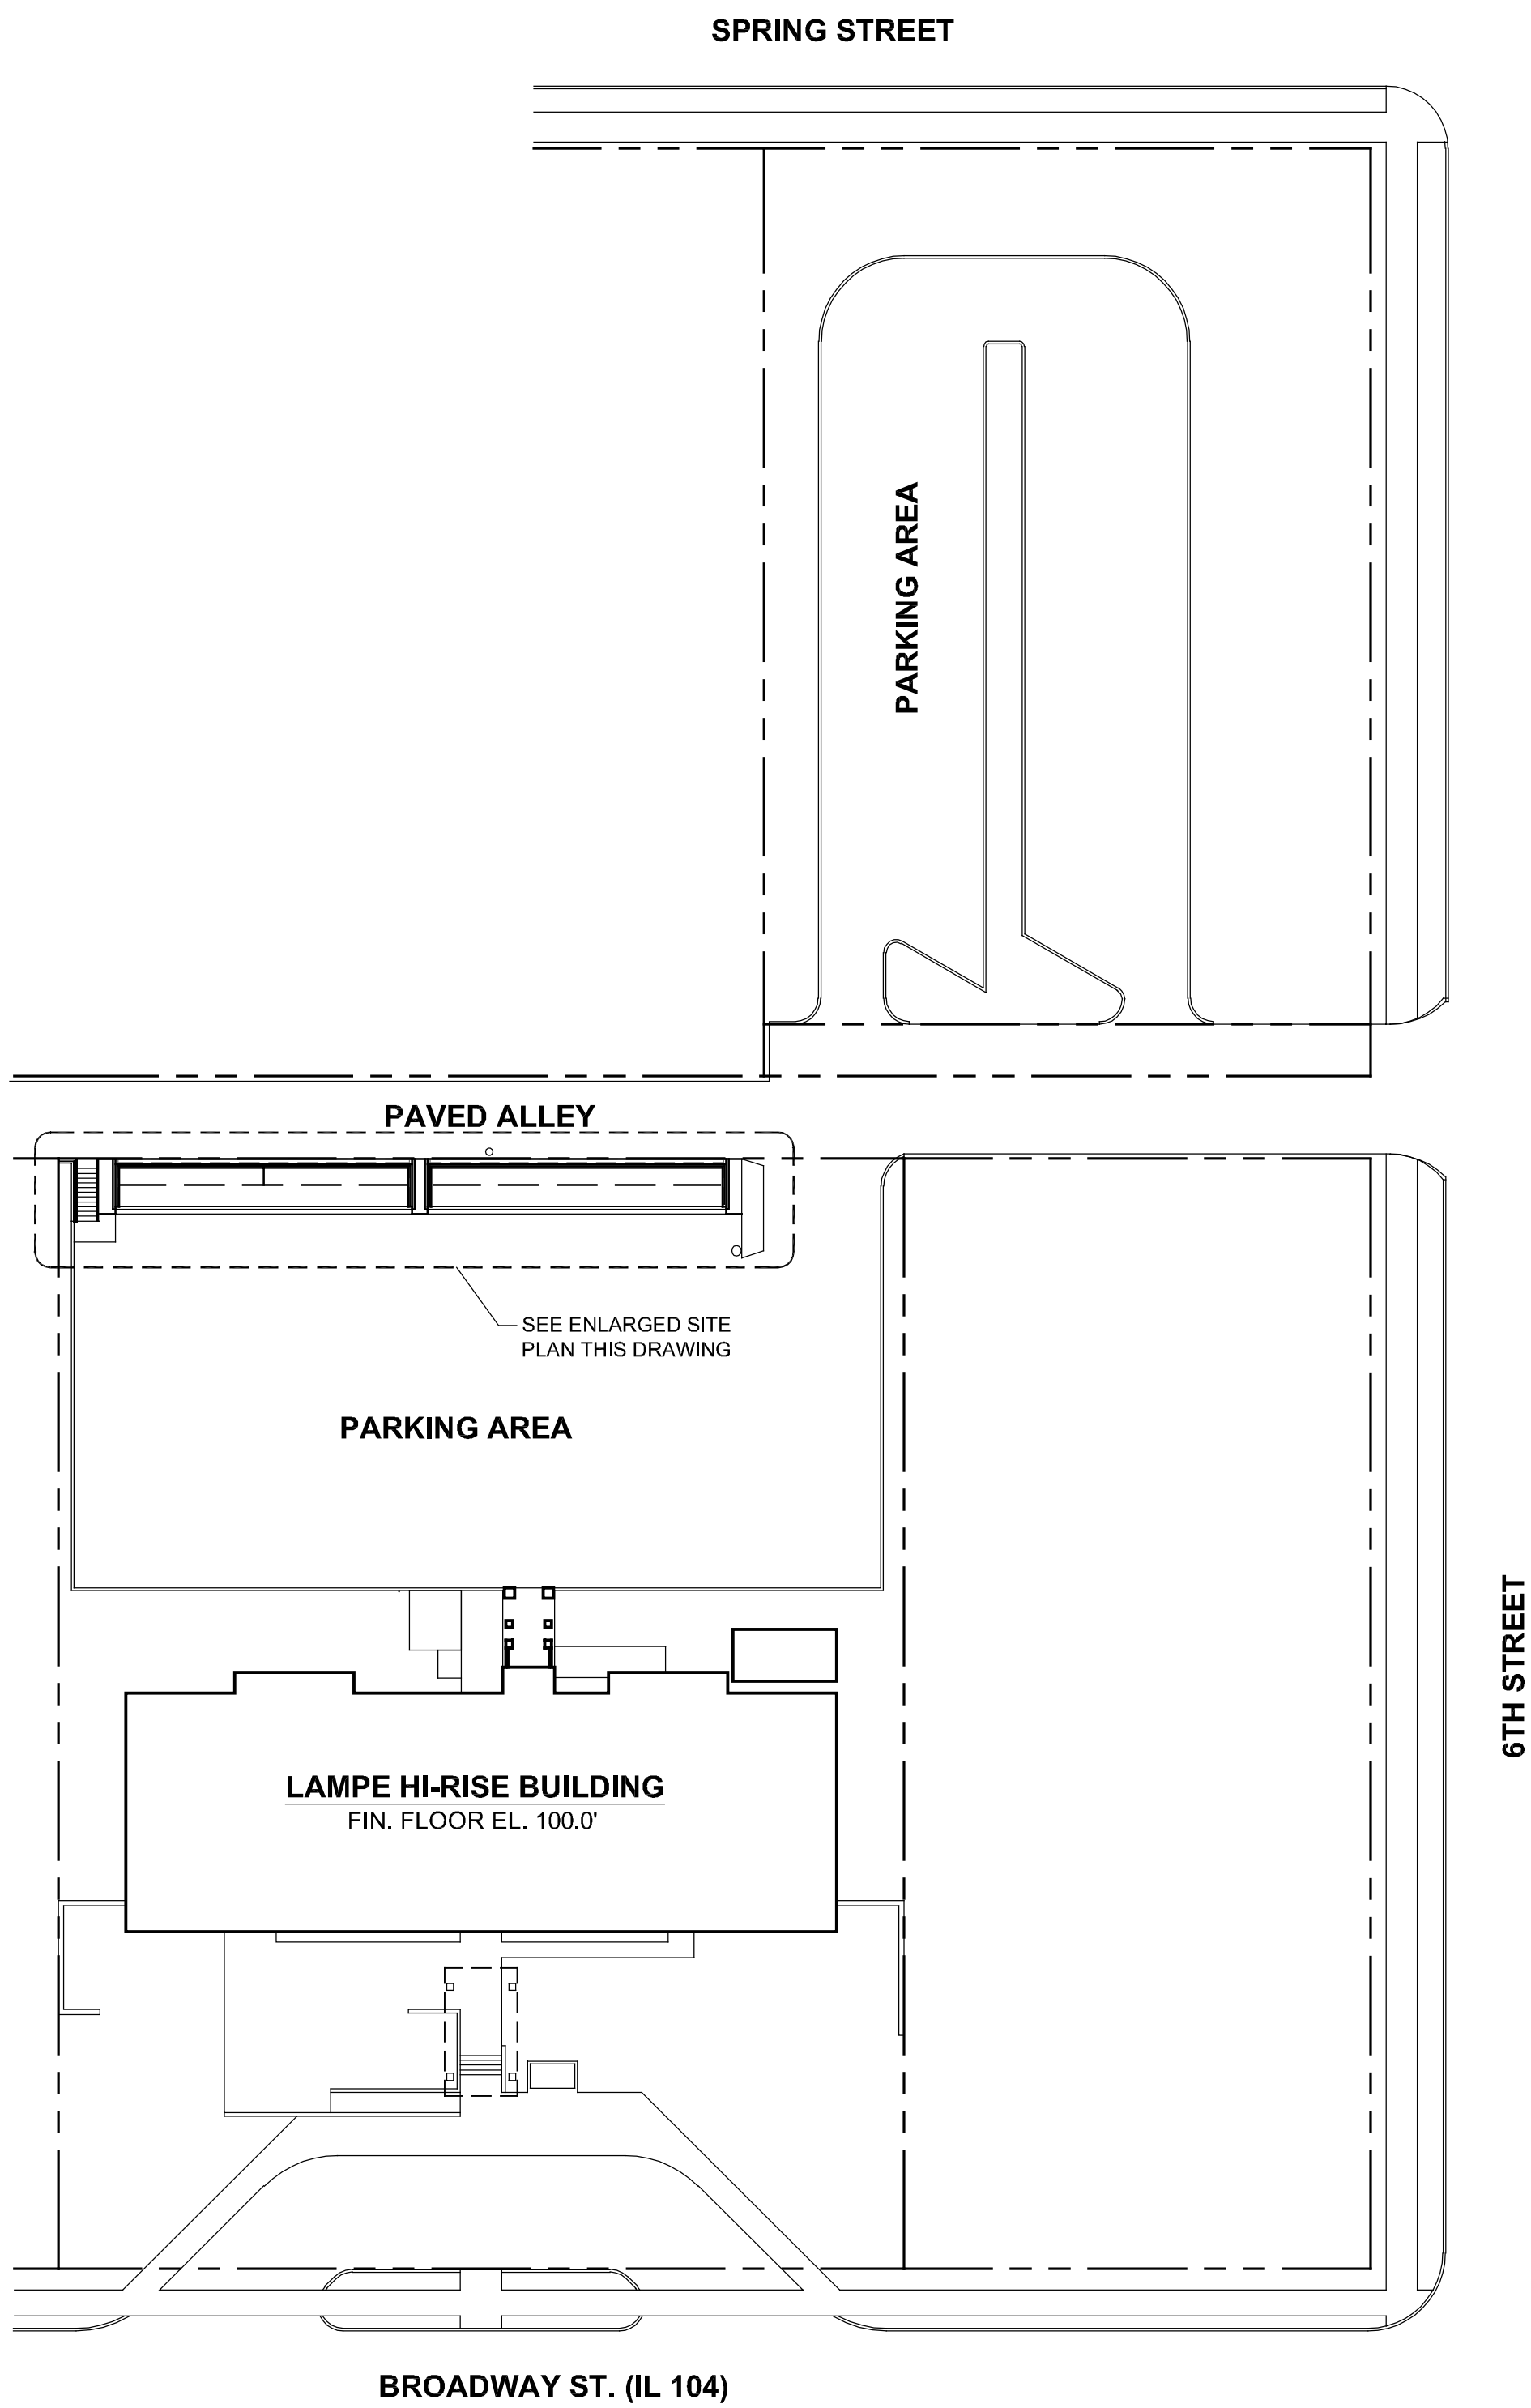 SPRING STREET
PARKING AREA
PAVED ALLEY
SEE ENLARGED SITE
PLAN THIS DRAWING
PARKING AREA
6TH STREET
LAMPE HI-RISE BUILDING
FIN. FLOOR EL. 100.0'
BROADWAY ST. (IL 104)